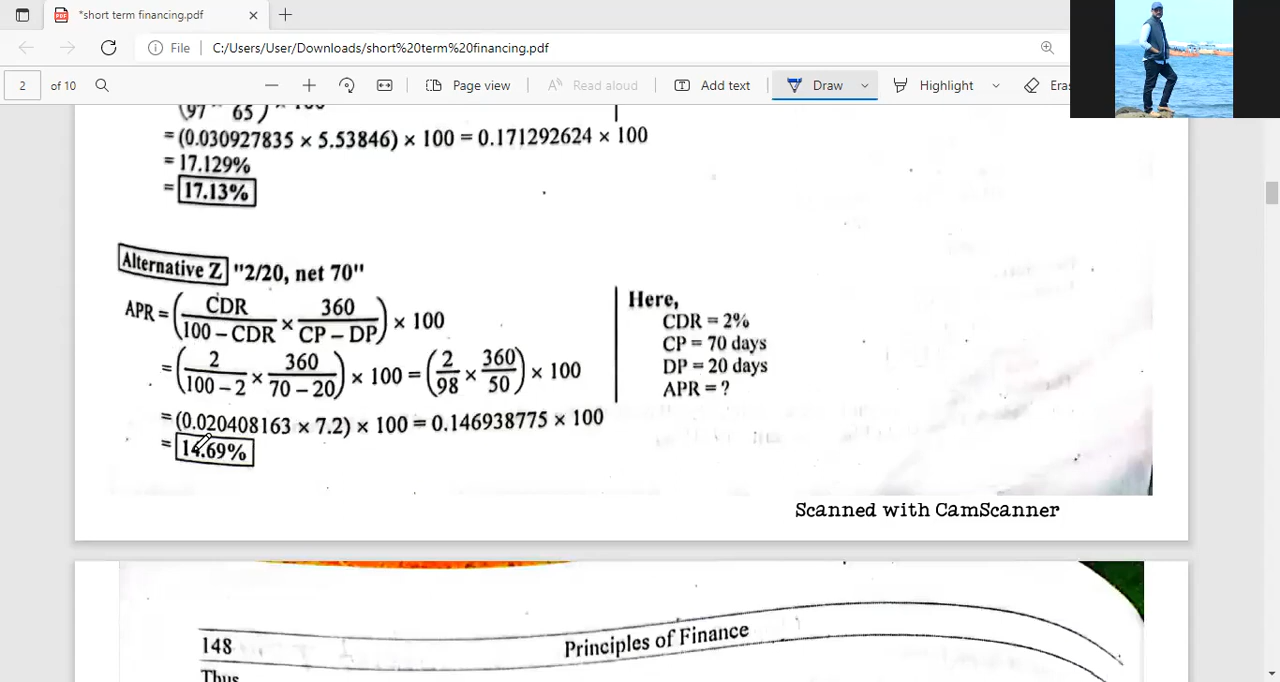 *short term financing.pdf
File C:/Users/User/Downloads/short%20term%20financing.pdf
2 of 10 Page view Read aloud Add text Draw Highlight Eras
(97 × 65) × 100
= (0.030927835 × 5.53846) × 100 = 0.171292624 × 100
= 17.129%
= 17.13%
Alternative Z "2/20, net 70"
APR = (CDR/100 – CDR × 360/CP – DP) × 100
= (2/100 – 2 × 360/70 – 20) × 100 = (2/98 × 360/50) × 100
= (0.020408163 × 7.2) × 100 = 0.146938775 × 100
= 14.69%
Here,
CDR = 2%
CP = 70 days
DP = 20 days
APR = ?
Scanned with CamScanner
148 Principles of Finance
Thus